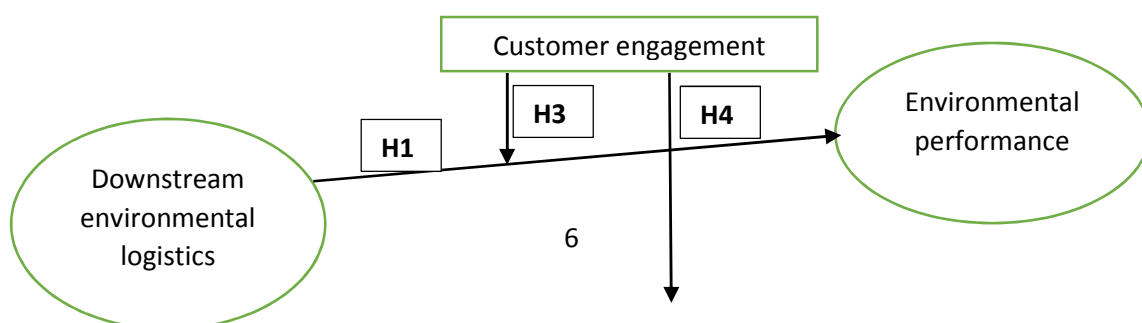 Customer engagement
H3
H4
Environmental
performance
H1
Downstream
environmental
logistics
6